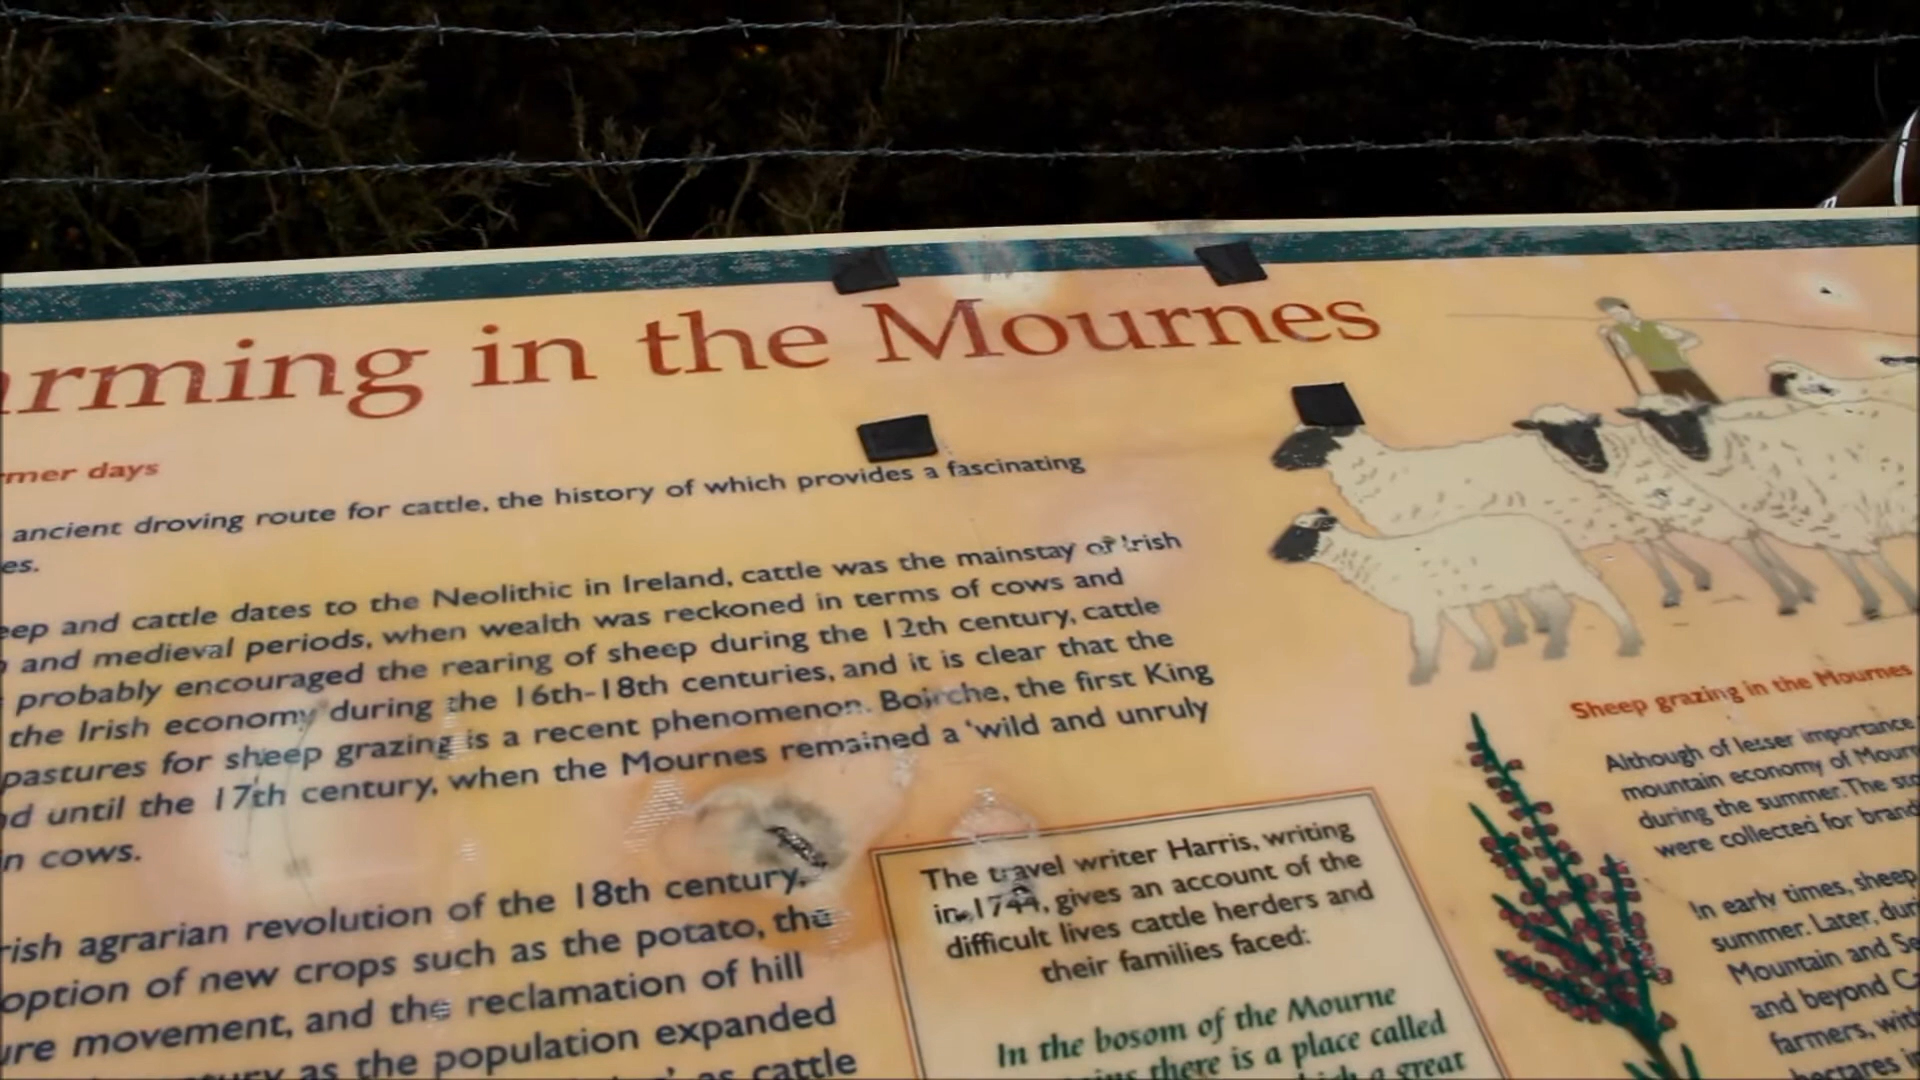 arming in the Mournes
rmer days
ancient droving route for cattle, the history of which provides a fascinating
es.
eep and cattle dates to the Neolithic in Ireland, cattle was the mainstay of Irish
and medieval periods, when wealth was reckoned in terms of cows and
probably encouraged the rearing of sheep during the 12th century, cattle
the Irish economy during the 16th-18th centuries, and it is clear that the
pastures for sheep grazing is a recent phenomenon. Boirche, the first King
d until the 17th century, when the Mournes remained a 'wild and unruly
n cows.
rish agrarian revolution of the 18th century,
option of new crops such as the potato, the
ure movement, and the reclamation of hill
as the population expanded
as cattle
The travel writer Harris, writing
in 1744, gives an account of the
difficult lives cattle herders and
their families faced:
In the bosom of the Mourne
there is a place called
a great
Sheep grazing in the Mournes
Although of lesser importance
mountain economy of Mourn
during the summer. The sto
were collected for brand
In early times, sheep
summer. Later, duri
Mountain and Se
and beyond C
farmers, with
hectares in